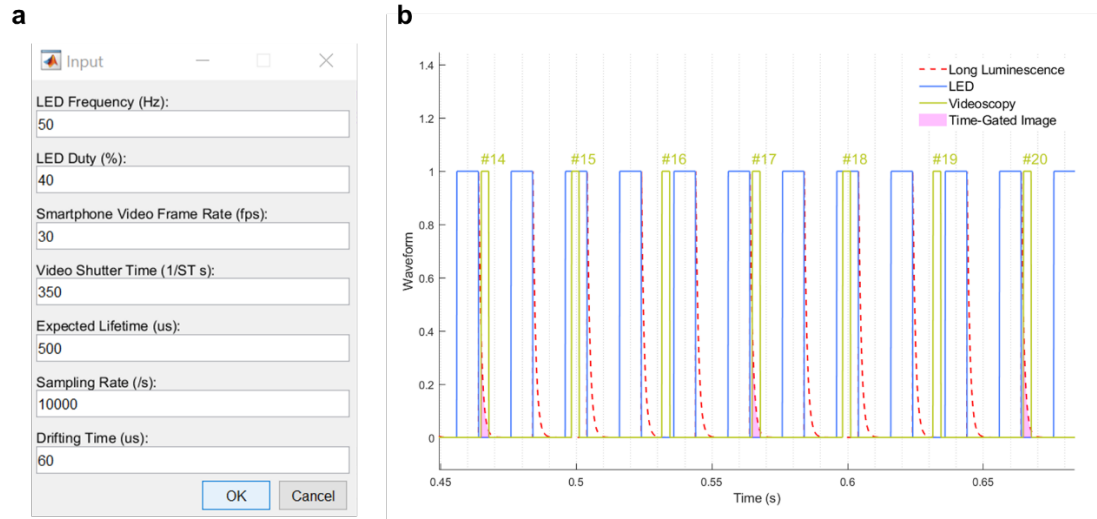 a
Input
LED Frequency (Hz):
50
LED Duty (%):
40
Smartphone Video Frame Rate (fps):
30
Video Shutter Time (1/ST s):
350
Expected Lifetime (us):
500
Sampling Rate (/s):
10000
Drifting Time (us):
60
OK Cancel
b
1.4
1.2
1
0.8
0.6
0.4
0.2
0
Waveform
Long Luminescence
LED
Videoscopy
Time-Gated Image
#14 #15 #16 #17 #18 #19 #20
0.45 0.5 0.55 0.6 0.65
Time (s)